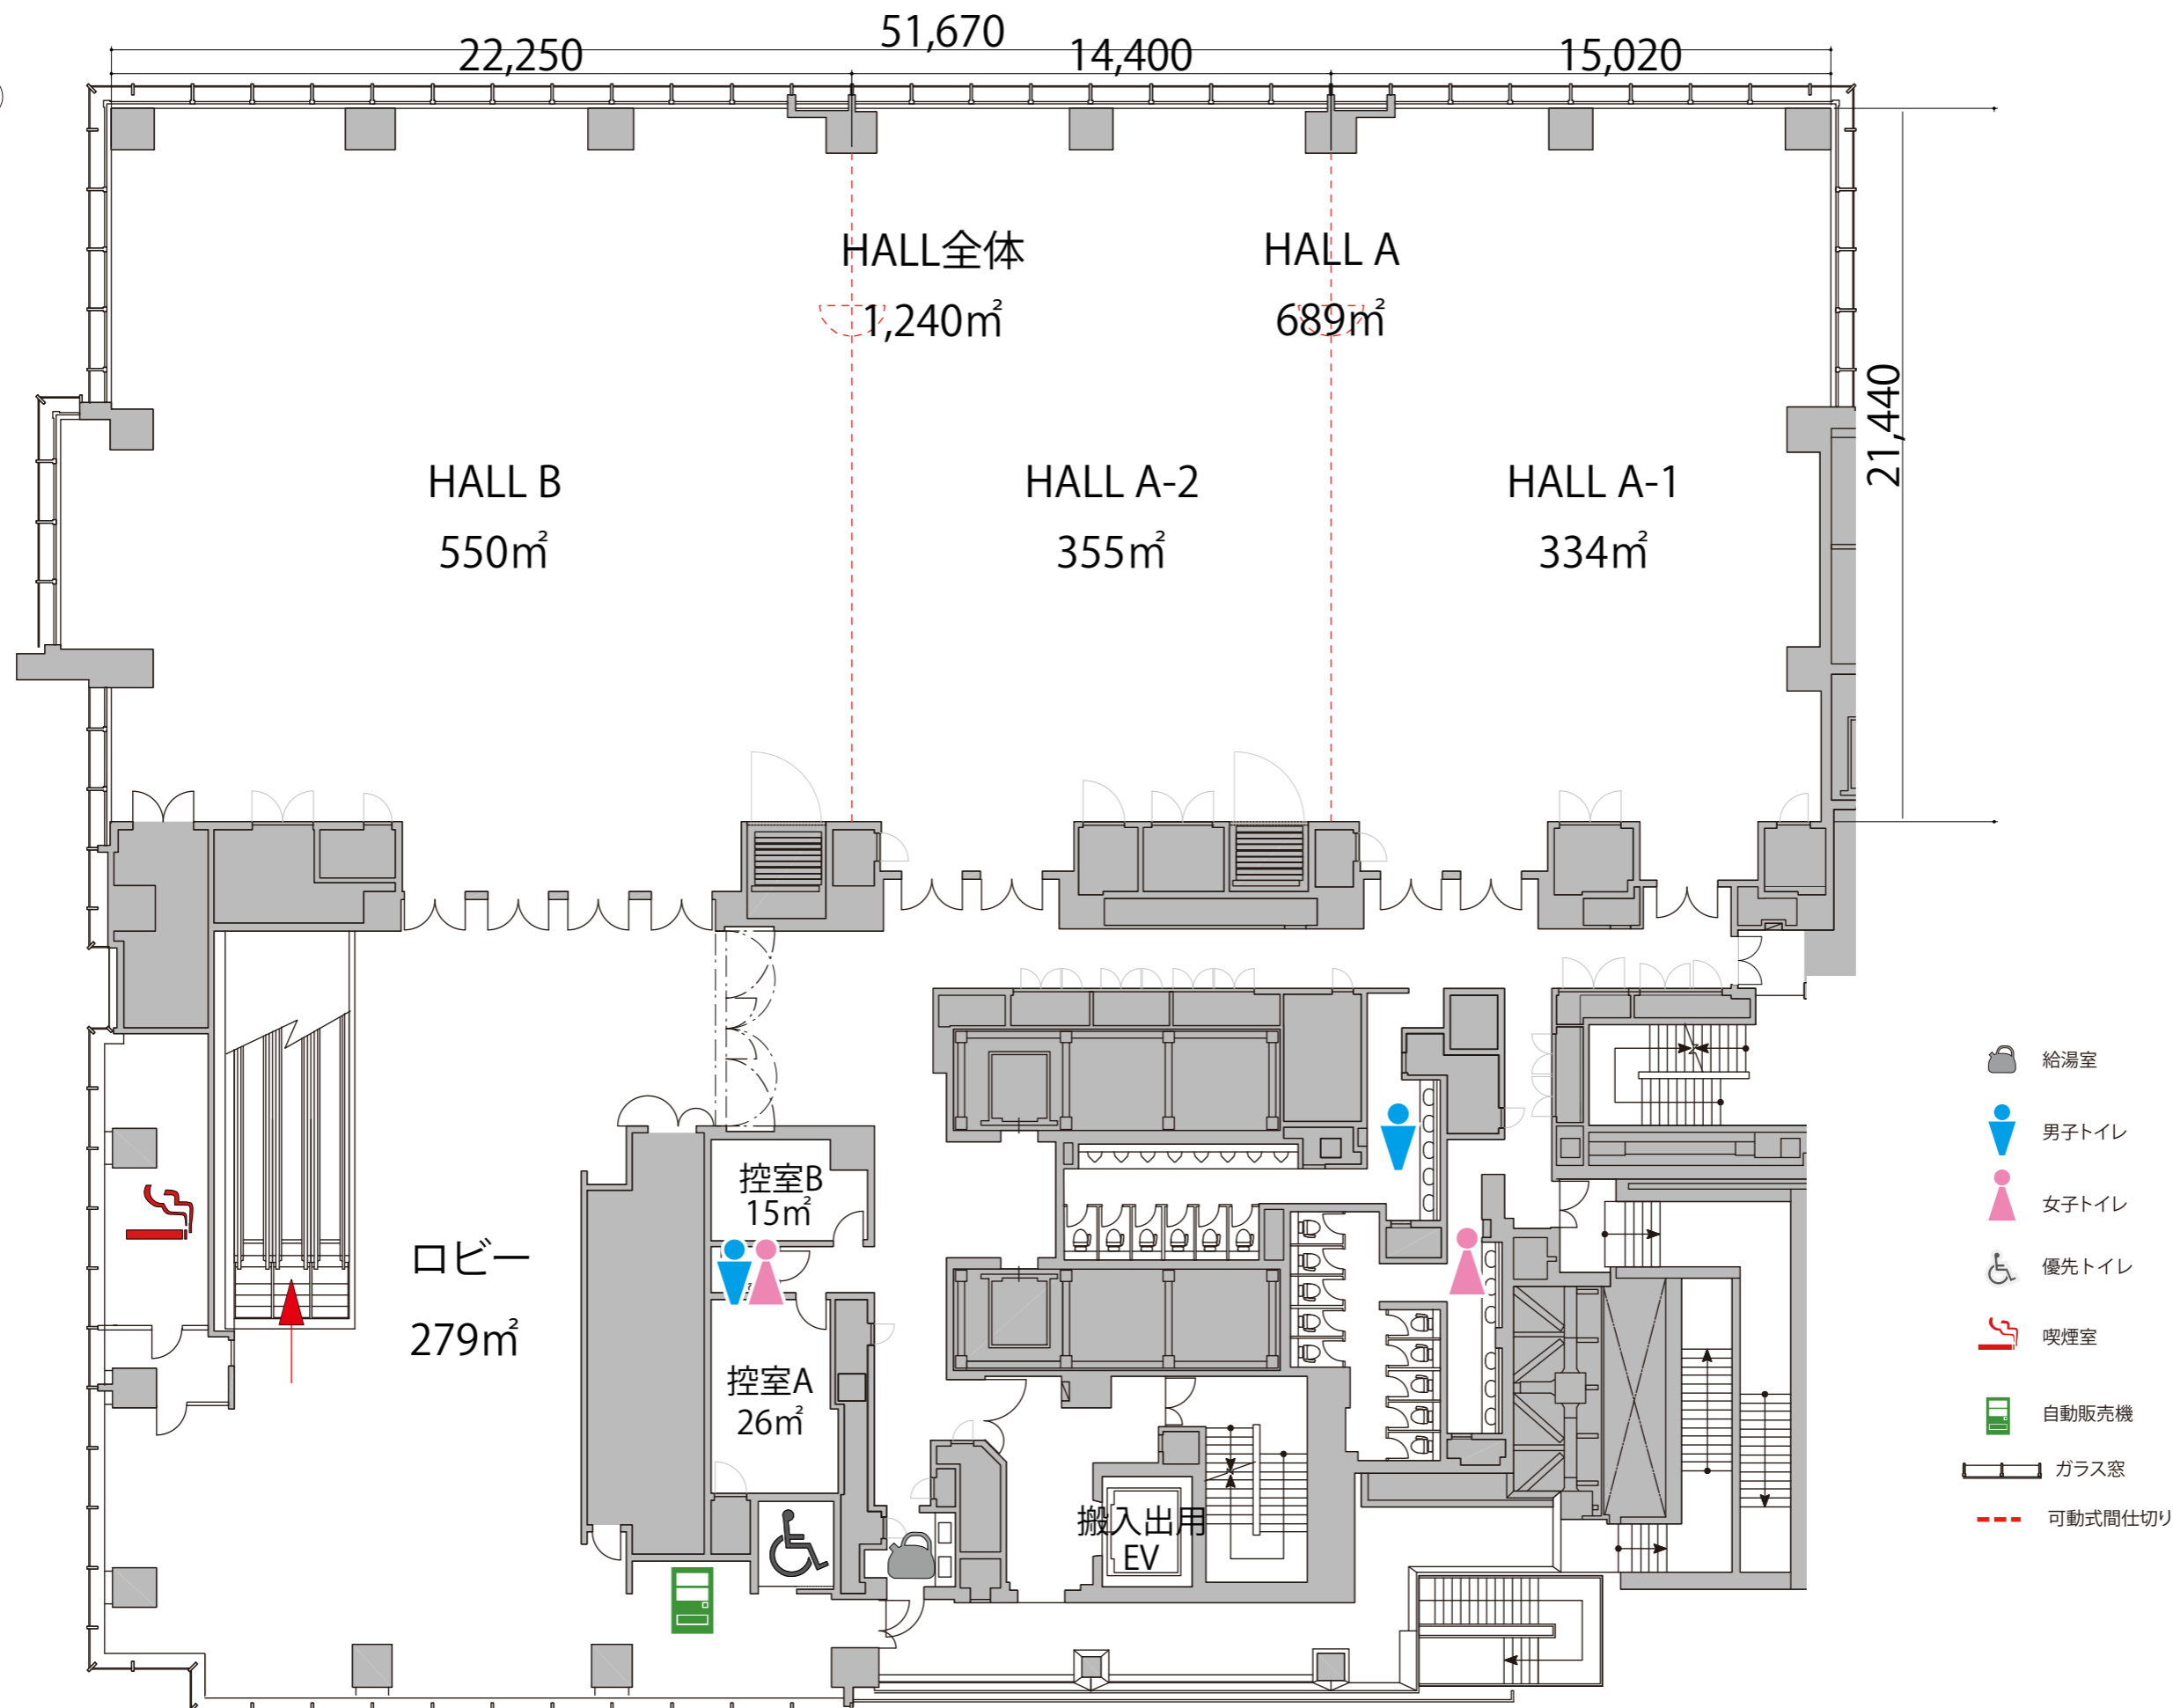 51,670
22,250
14,400
15,020
HALL全体
1,240㎡
HALL A
689㎡
21,440
HALL B
550㎡
HALL A-2
355㎡
HALL A-1
334㎡
控室B
15㎡
ロビー
279㎡
控室A
26㎡
搬入出用
EV
給湯室
男子トイレ
女子トイレ
優先トイレ
喫煙室
自動販売機
ガラス窓
可動式間仕切り